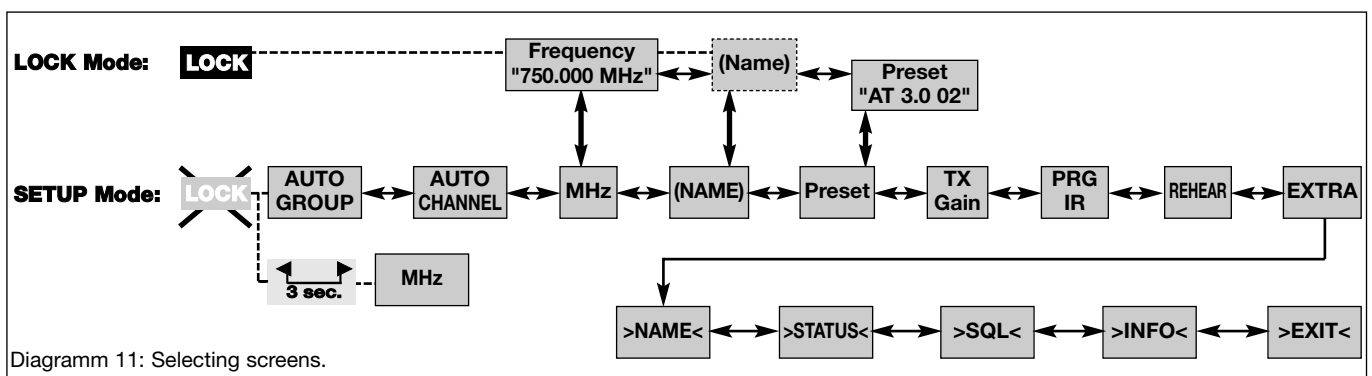 LOCK Mode:
LOCK
Frequency
"750.000 MHz"
(Name)
Preset
"AT 3.0 02"
SETUP Mode:
LOCK
AUTO
GROUP
AUTO
CHANNEL
MHz
(NAME)
Preset
TX
Gain
PRG
IR
REHEAR
EXTRA
3 sec.
MHz
>NAME<
>STATUS<
>SQL<
>INFO<
>EXIT<
Diagramm 11: Selecting screens.